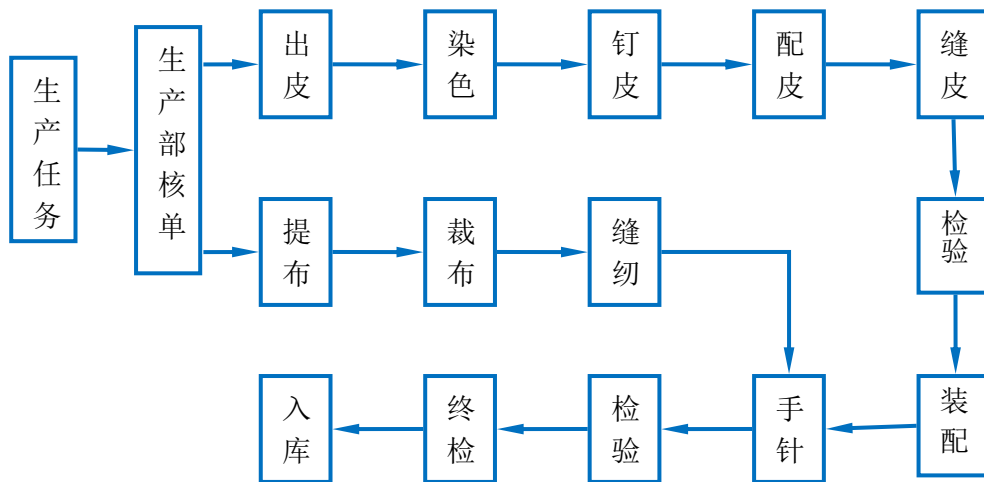 生产任务
生产部核单
出皮
染色
钉皮
配皮
缝皮
提布
裁布
缝纫
检验
入库
终检
检验
手针
装配